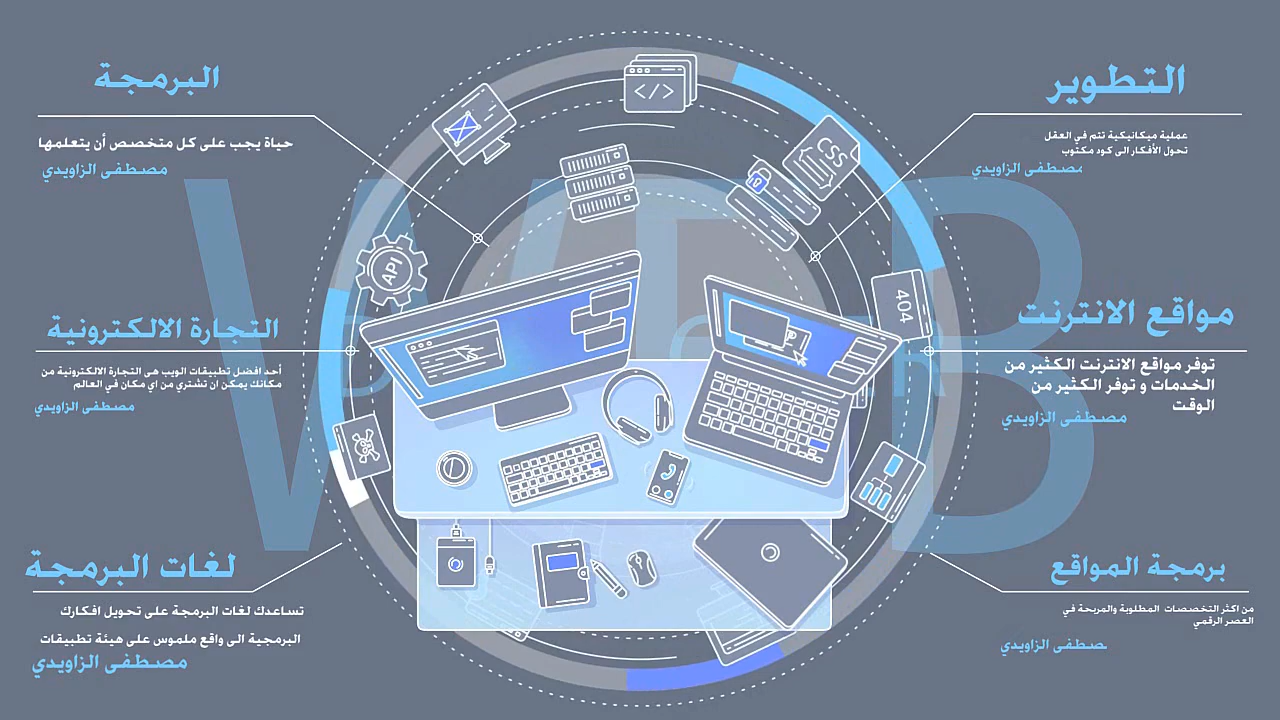 التطوير
عملية ميكانيكية تتم في العقل
تحول الأفكار الى كود مكتوب
مصطفى الزاويدي
البرمجة
حياة يجب على كل متخصص أن يتعلمها
مصطفى الزاويدي
مواقع الانترنت
توفر مواقع الانترنت الكثير من
الخدمات و توفر الكثير من
الوقت
مصطفى الزاويدي
التجارة الالكترونية
أحد افضل تطبيقات الويب هى التجارة الالكترونية من
مكانك يمكن ان تشتري من اي مكان في العالم
مصطفى الزاويدي
برمجة المواقع
من اكثر التخصصات المطلوبة والمربحة في
العصر الرقمي
صطفى الزاويدي
لغات البرمجة
تساعدك لغات البرمجة على تحويل افكارك
البرمجية الى واقع ملموس على هيئة تطبيقات
مصطفى الزاويدي
WEB
</>
CSS
API
404